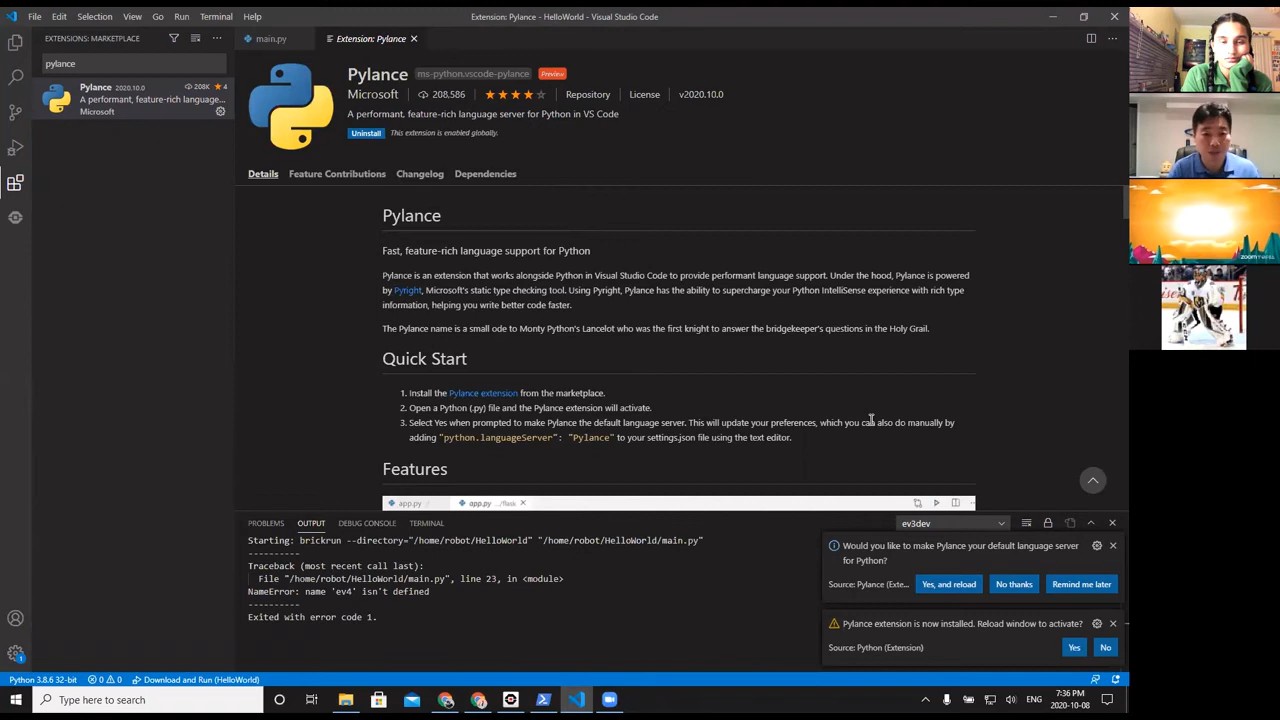 File Edit Selection View Go Run Terminal Help
Extension: Pylance - HelloWorld - Visual Studio Code
EXTENSIONS: MARKETPLACE
pylance
Pylance 2020.10.0 208K 4
A performant, feature-rich language...
Microsoft
main.py
Extension: Pylance
Pylance ms-python.vscode-pylance Preview
Microsoft 208,586 Repository License v2020.10.0
A performant, feature-rich language server for Python in VS Code
Uninstall This extension is enabled globally.
Details Feature Contributions Changelog Dependencies
Pylance
Fast, feature-rich language support for Python
Pylance is an extension that works alongside Python in Visual Studio Code to provide performant language support. Under the hood, Pylance is powered
by Pyright, Microsoft's static type checking tool. Using Pyright, Pylance has the ability to supercharge your Python IntelliSense experience with rich type
information, helping you write better code faster.
The Pylance name is a small ode to Monty Python's Lancelot who was the first knight to answer the bridgekeeper's questions in the Holy Grail.
Quick Start
1. Install the Pylance extension from the marketplace.
2. Open a Python (.py) file and the Pylance extension will activate.
3. Select Yes when prompted to make Pylance the default language server. This will update your preferences, which you can also do manually by
adding "python.languageServer": "Pylance" to your settings.json file using the text editor.
Features
app.py app.py .../flask
PROBLEMS OUTPUT DEBUG CONSOLE TERMINAL
ev3dev
Starting: brickrun --directory="/home/robot/HelloWorld" "/home/robot/HelloWorld/main.py"
----------
Traceback (most recent call last):
File "/home/robot/HelloWorld/main.py", line 23, in <module>
NameError: name 'ev4' isn't defined
----------
Exited with error code 1.
Would you like to make Pylance your default language server
for Python?
Source: Pylance (Exte... Yes, and reload No thanks Remind me later
Pylance extension is now installed. Reload window to activate?
Source: Python (Extension) Yes No
1
Python 3.8.6 32-bit 0 0 Download and Run (HelloWorld)
Type here to search
ENG
7:36 PM
2020-10-08